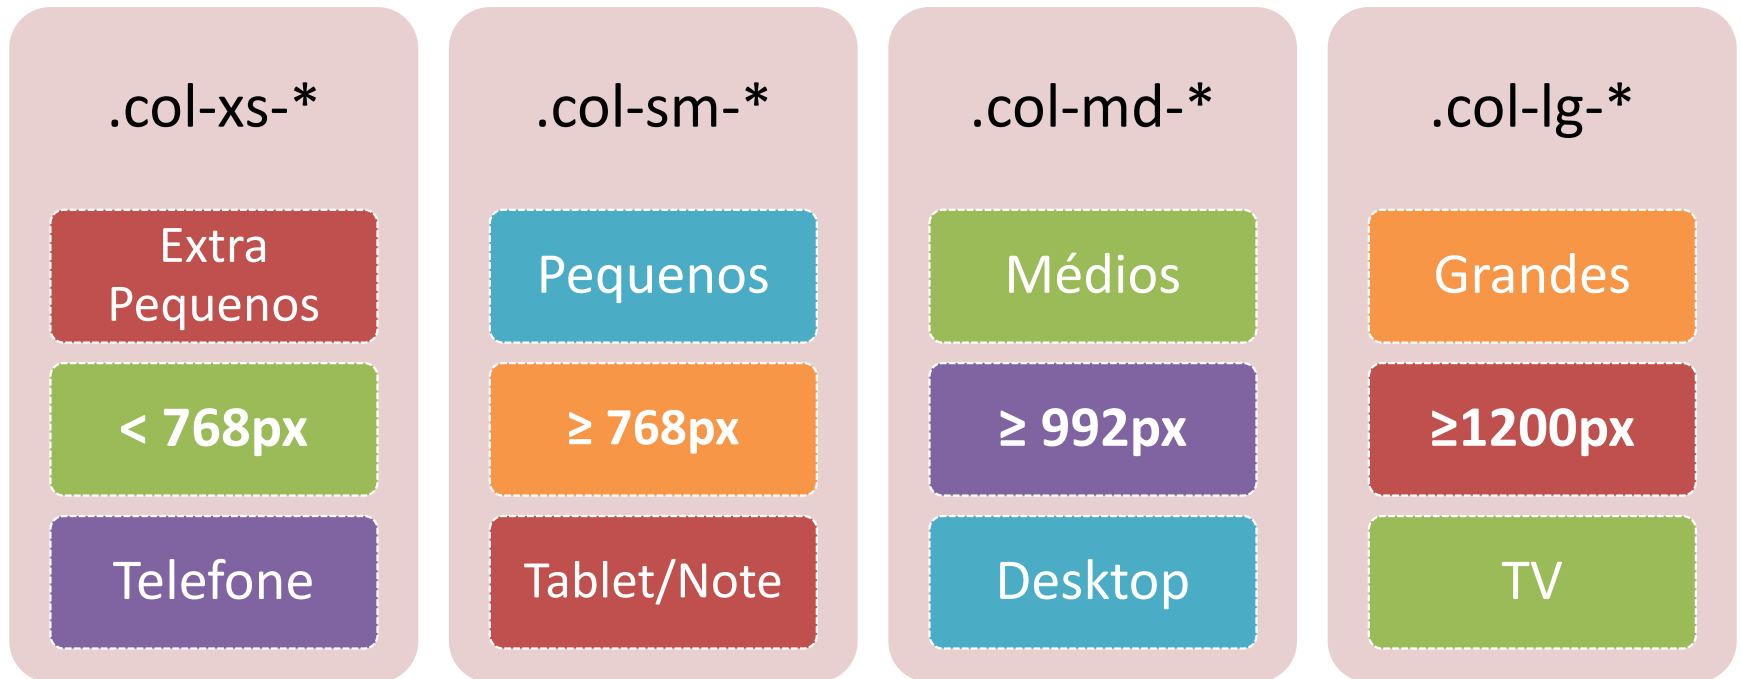 .col-xs-*
Extra
Pequenos
< 768px
Telefone
.col-sm-*
Pequenos
≥ 768px
Tablet/Note
.col-md-*
Médios
≥ 992px
Desktop
.col-lg-*
Grandes
≥1200px
TV